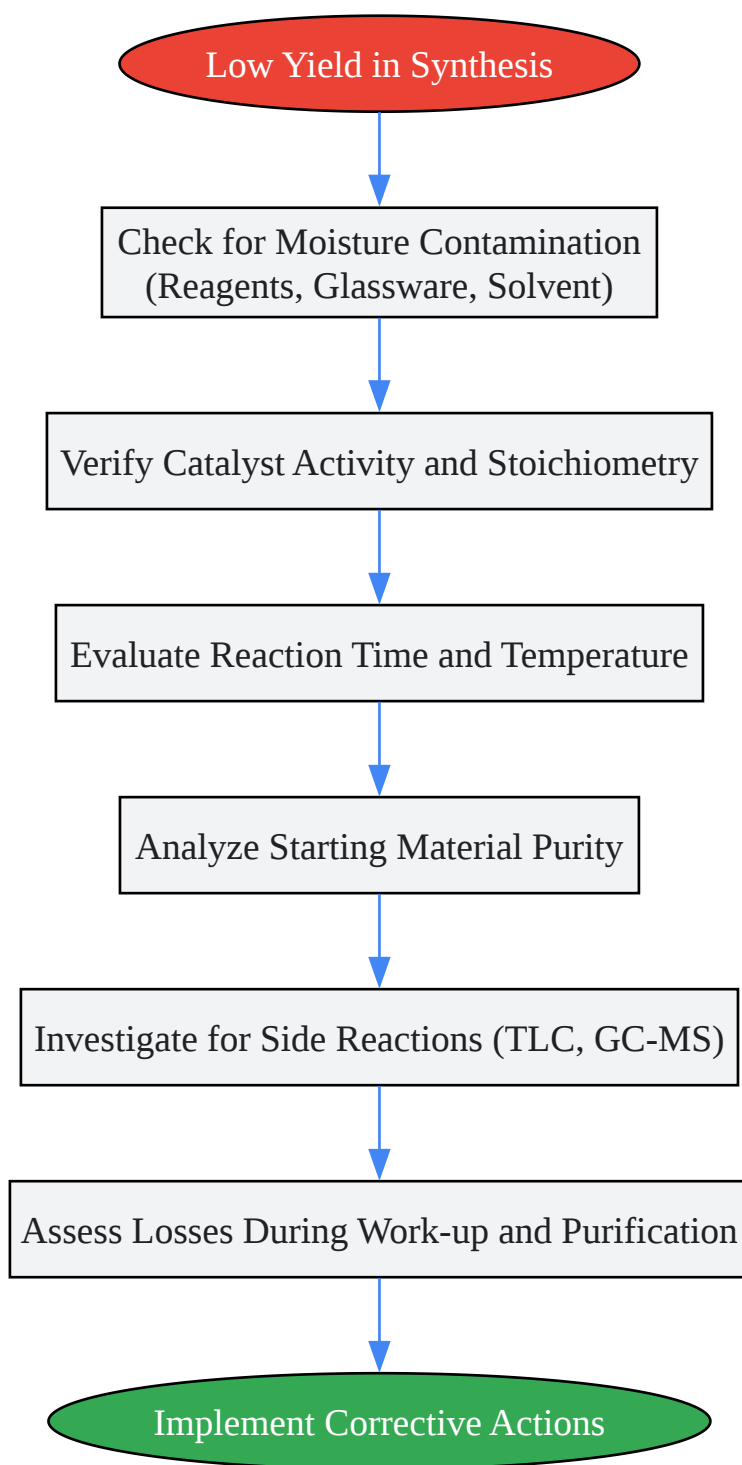 Low Yield in Synthesis
Check for Moisture Contamination
(Reagents, Glassware, Solvent)
Verify Catalyst Activity and Stoichiometry
Evaluate Reaction Time and Temperature
Analyze Starting Material Purity
Investigate for Side Reactions (TLC, GC-MS)
Assess Losses During Work-up and Purification
Implement Corrective Actions